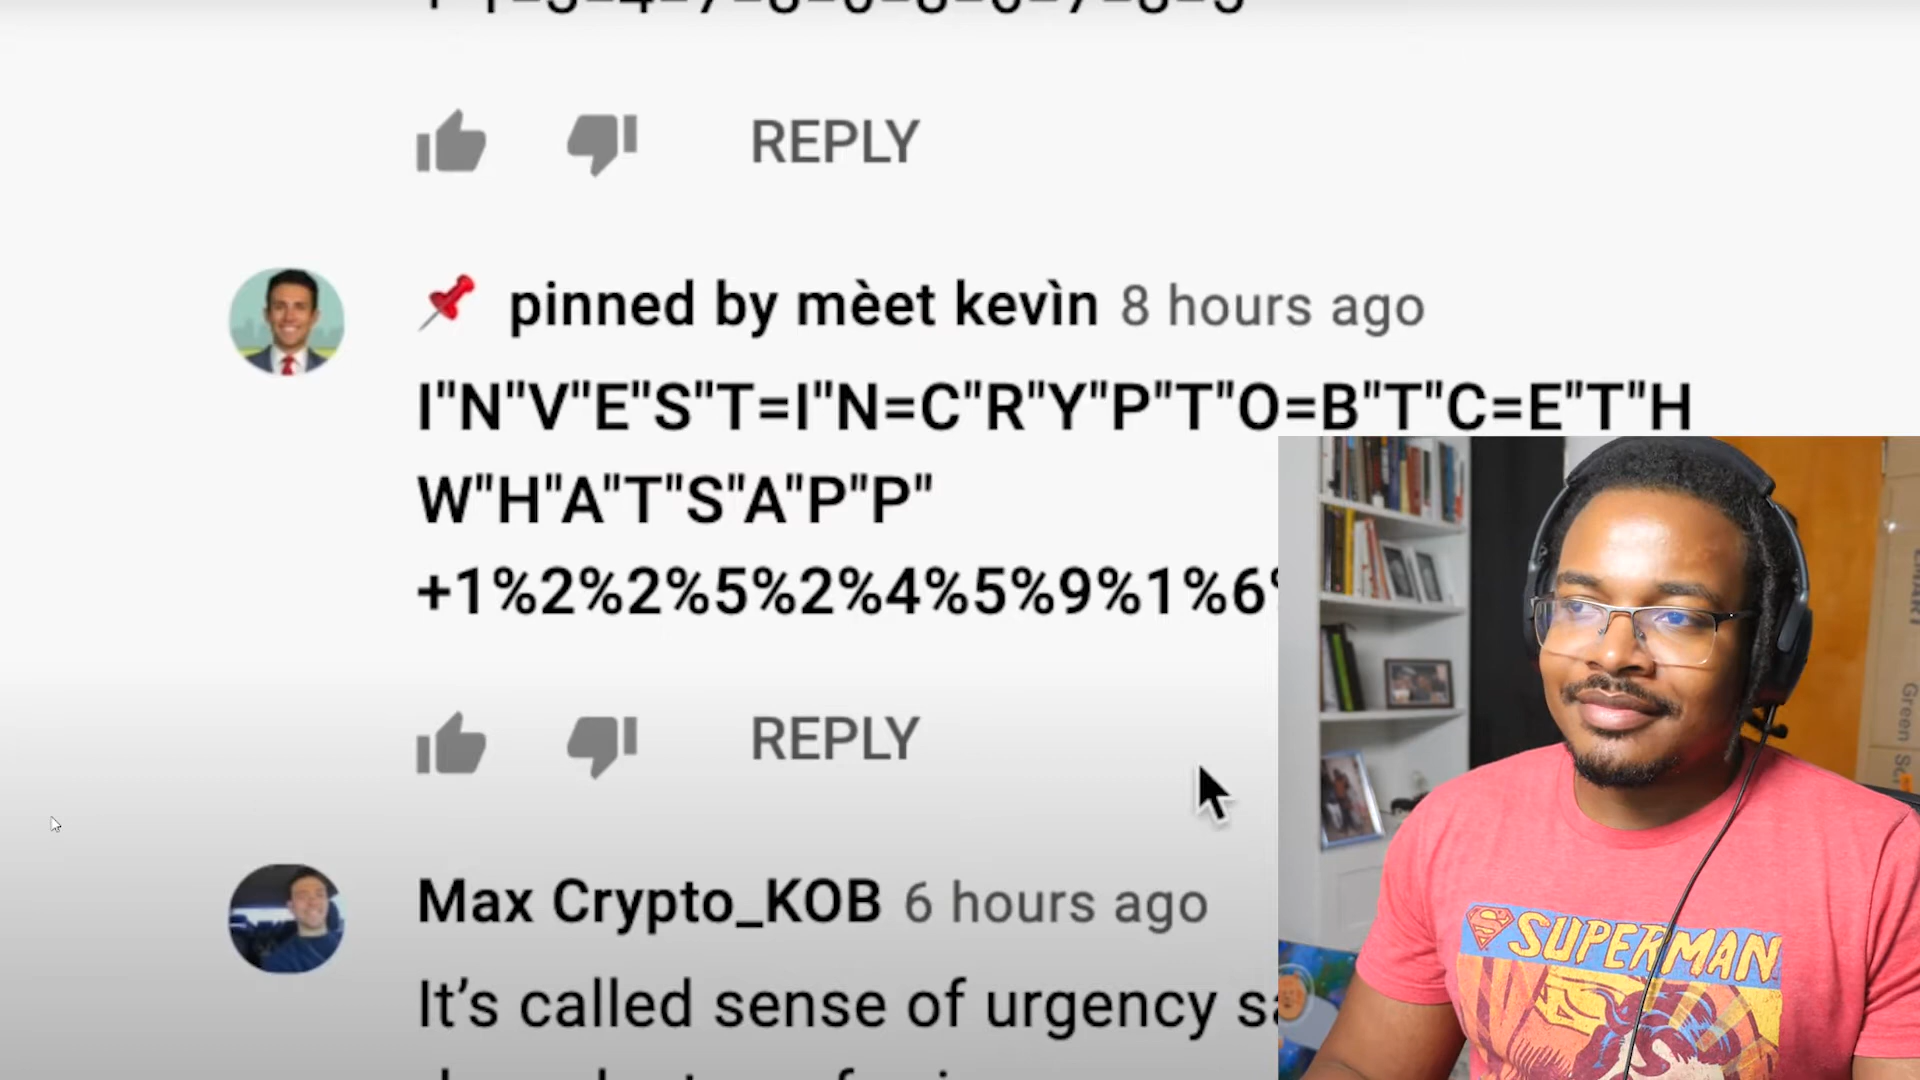 REPLY
📌 pinned by mèet kevìn 8 hours ago
I"N"V"E"S"T=I"N=C"R"Y"P"T"O=B"T"C=E"T"H
W"H"A"T"S"A"P"P"
+1%2%2%5%2%4%5%9%1%6
REPLY
Max Crypto_KOB 6 hours ago
It’s called sense of urgency
SUPERMAN
Green